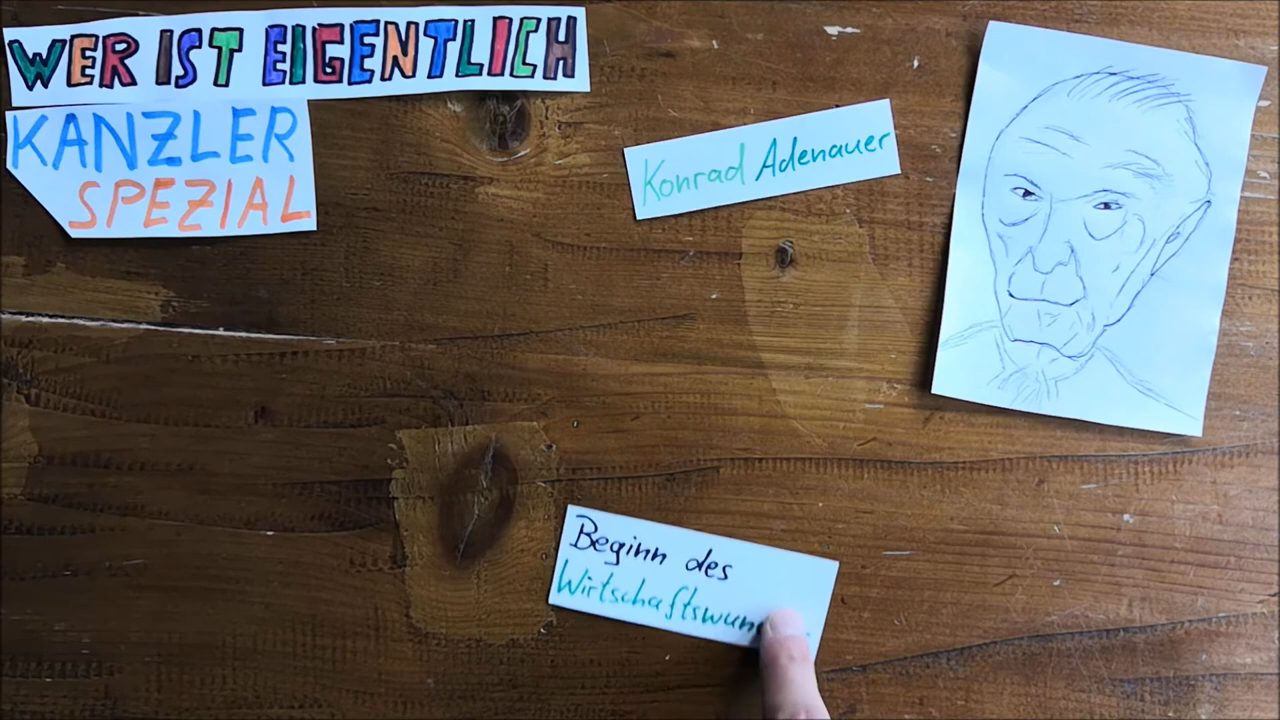 WER IST EIGENTLICH
KANZLER
SPEZIAL
Konrad Adenauer
Beginn des